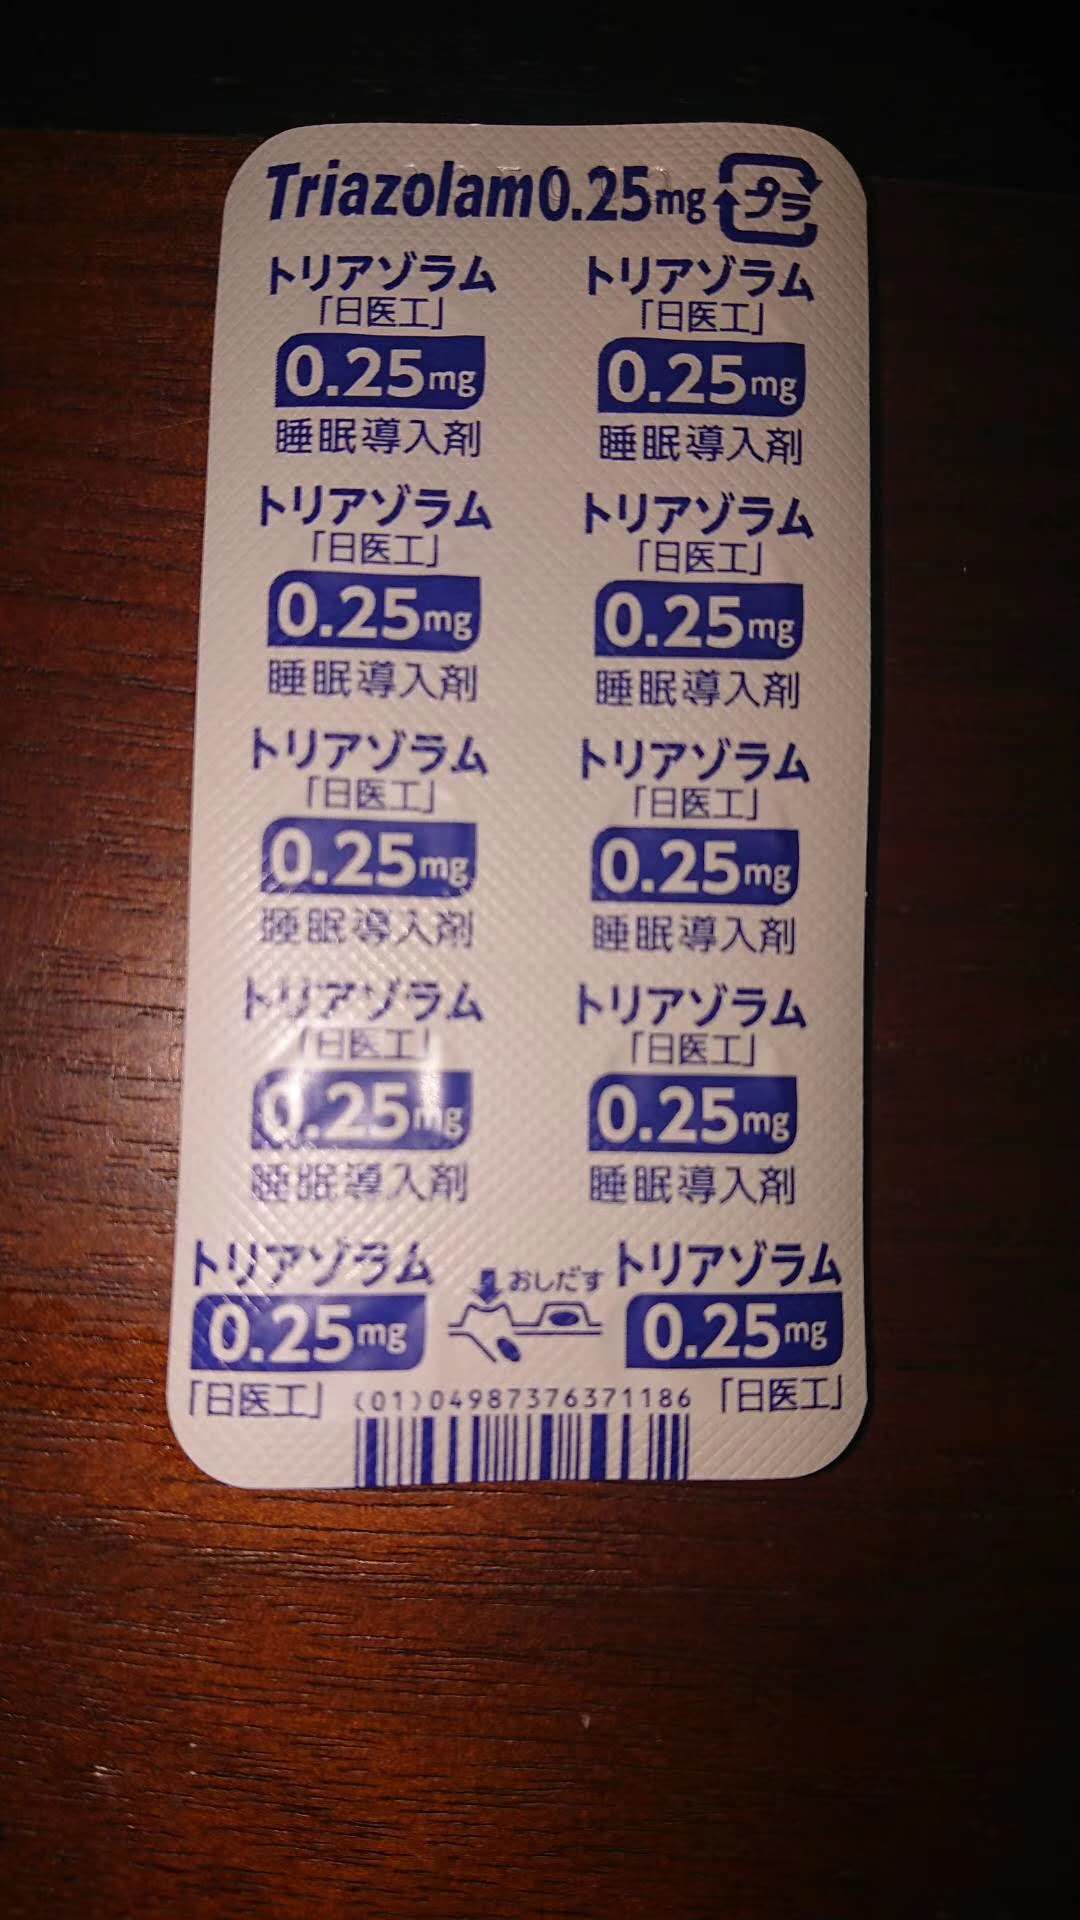 Triazolam0.25mg プラ
トリアゾラム トリアゾラム
「日医工」 「日医工」
0.25mg 0.25mg
睡眠導入剤 睡眠導入剤
トリアゾラム トリアゾラム
「日医工」 「日医工」
0.25mg 0.25mg
睡眠導入剤 睡眠導入剤
トリアゾラム トリアゾラム
「日医工」 「日医工」
0.25mg 0.25mg
睡眠導入剤 睡眠導入剤
トリアゾラム トリアゾラム
「日医工」 「日医工」
0.25mg 0.25mg
睡眠導入剤 睡眠導入剤
トリアゾラム おしだす トリアゾラム
0.25mg 0.25mg
「日医工」 (01)04987376371186 「日医工」